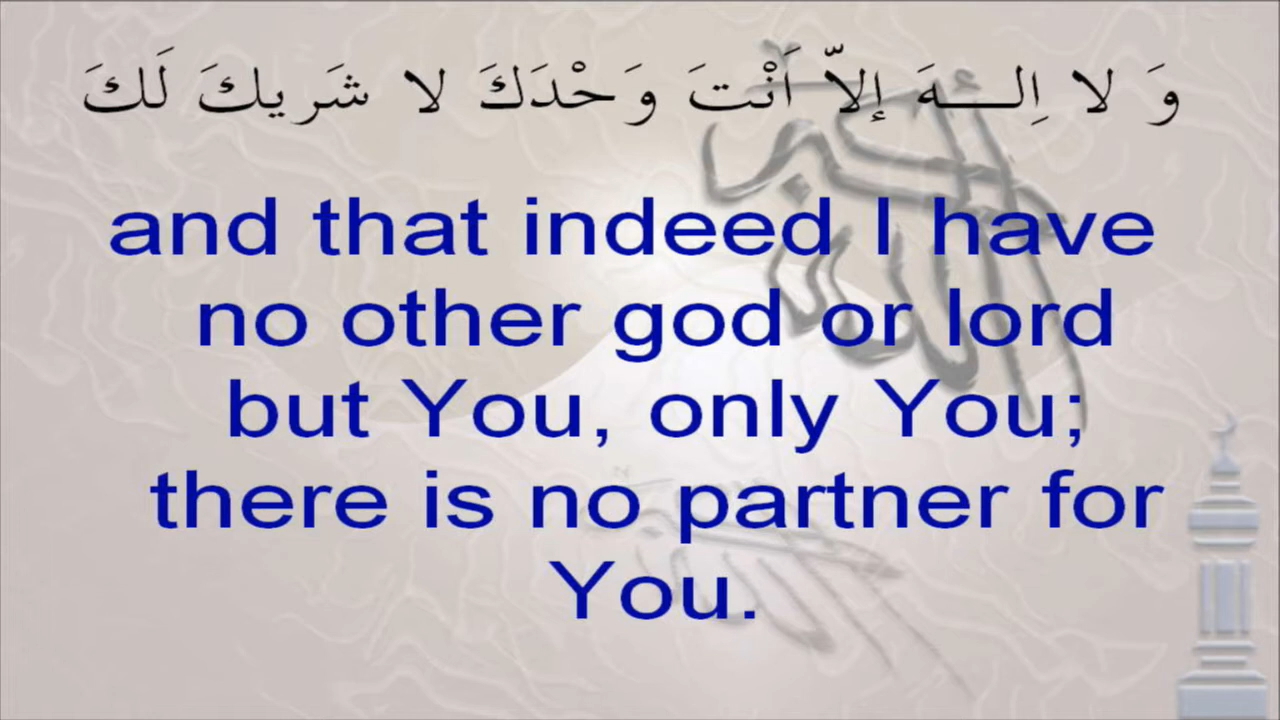 وَ لا اِلـــهَ إلاّ أَنْتَ وَحْدَكَ لا شَريكَ لَكَ
and that indeed I have
no other god or lord
but You, only You;
there is no partner for
You.